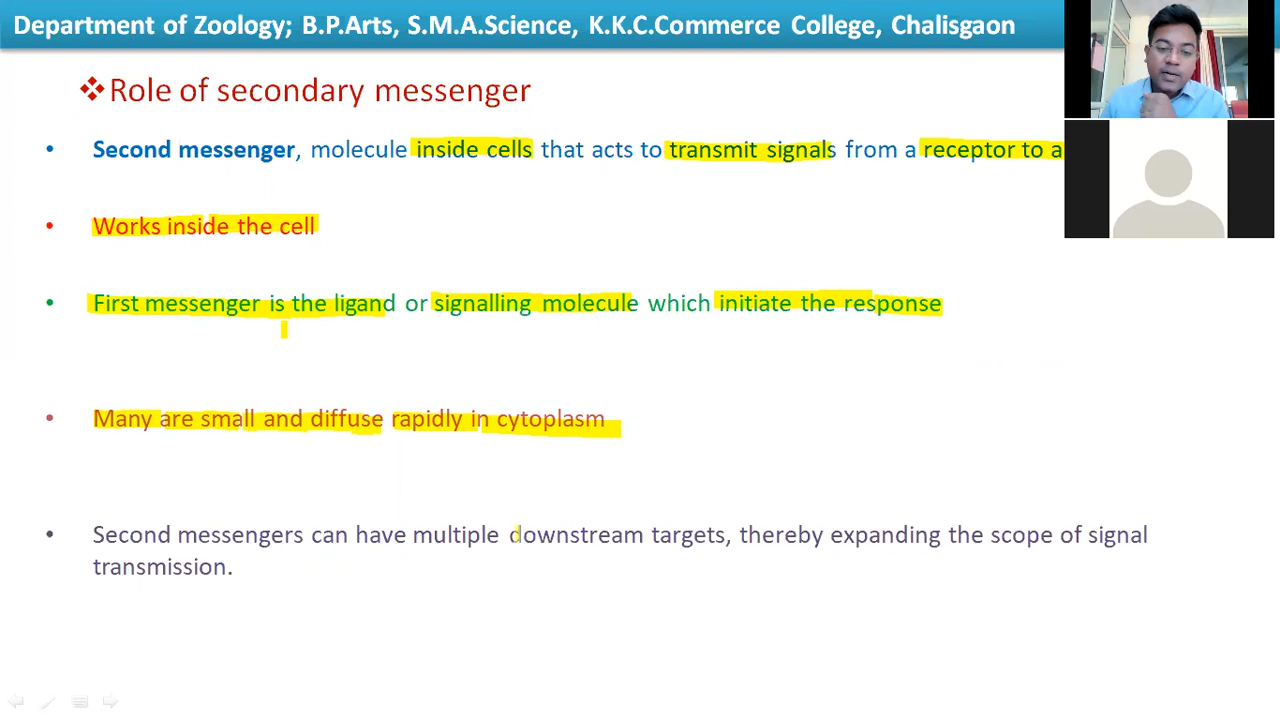 Department of Zoology; B.P.Arts, S.M.A.Science, K.K.C.Commerce College, Chalisgaon
❖Role of secondary messenger
• Second messenger, molecule inside cells that acts to transmit signals from a receptor to a
• Works inside the cell
• First messenger is the ligand or signalling molecule which initiate the response
• Many are small and diffuse rapidly in cytoplasm
• Second messengers can have multiple downstream targets, thereby expanding the scope of signal
transmission.